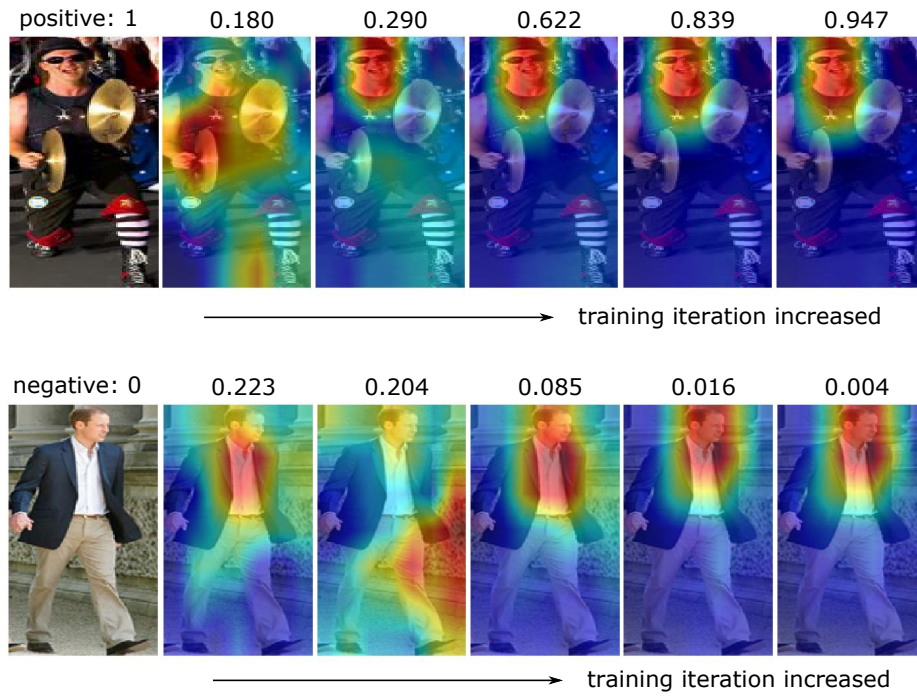 positive: 1 0.180 0.290 0.622 0.839 0.947
training iteration increased
negative: 0 0.223 0.204 0.085 0.016 0.004
training iteration increased